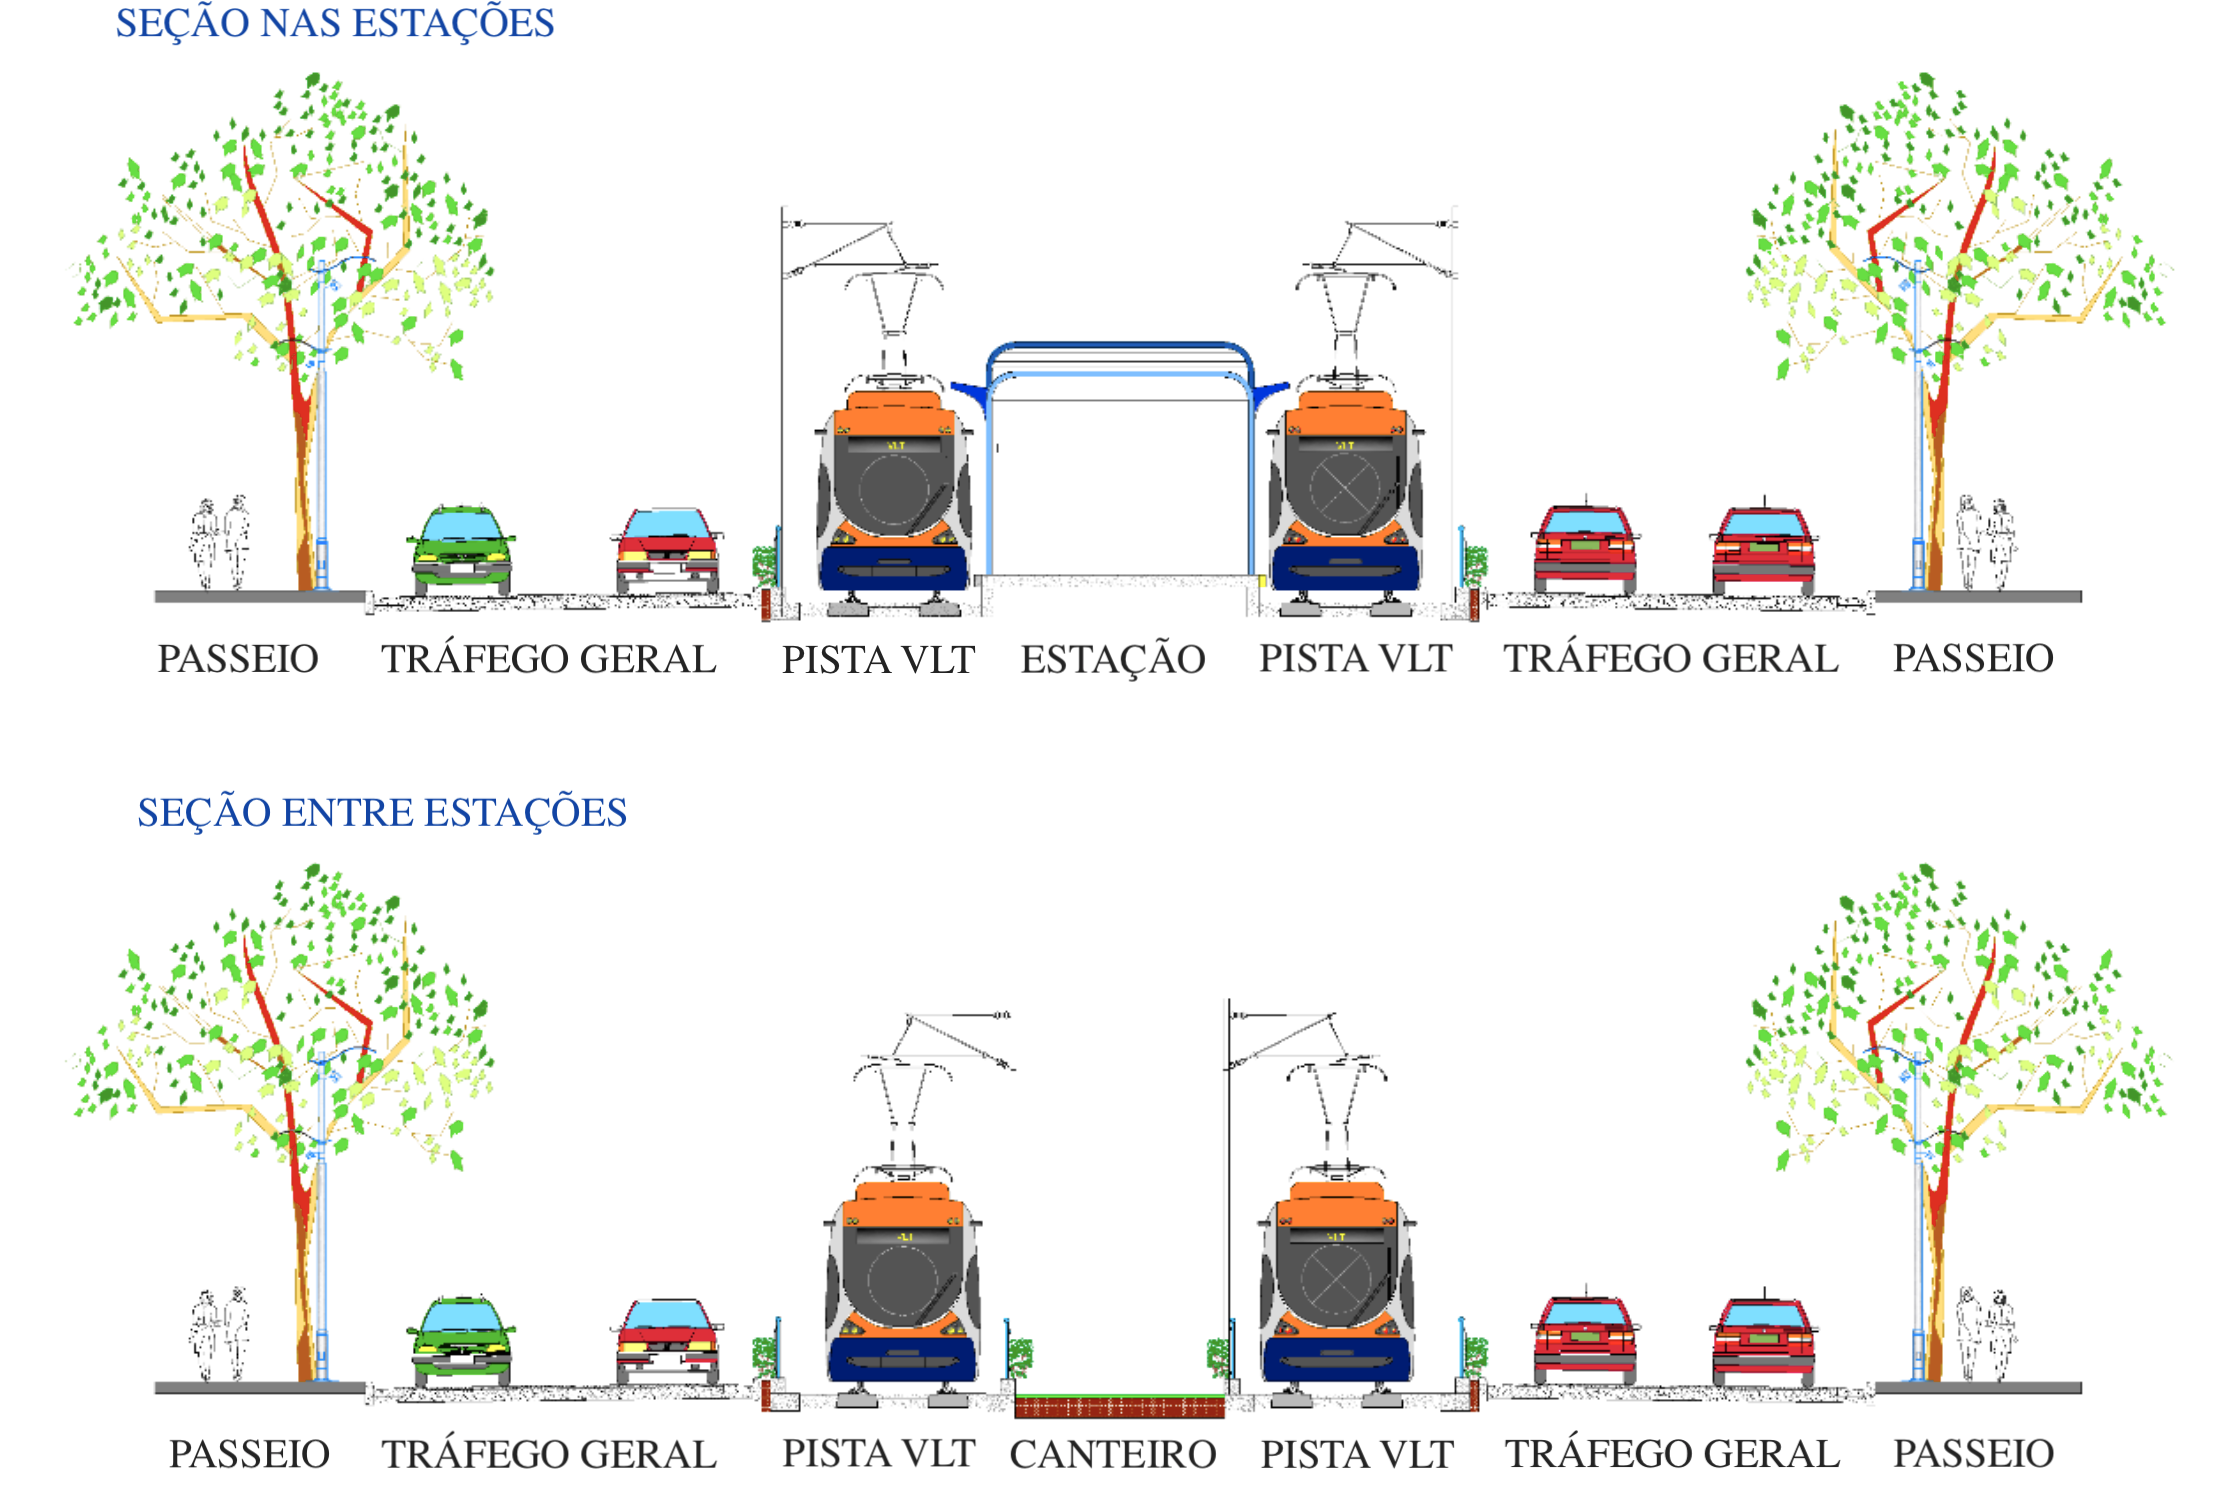 SEÇÃO NAS ESTAÇÕES
VLT VLT
PASSEIO TRÁFEGO GERAL PISTA VLT ESTAÇÃO PISTA VLT TRÁFEGO GERAL PASSEIO
SEÇÃO ENTRE ESTAÇÕES
VLT VLT
PASSEIO TRÁFEGO GERAL PISTA VLT CANTEIRO PISTA VLT TRÁFEGO GERAL PASSEIO